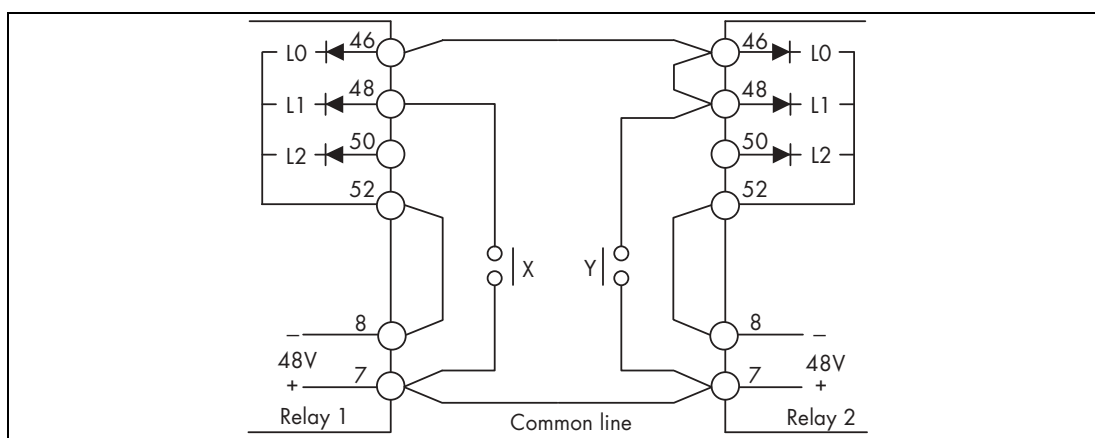 46 46
L0 L0
48 48
L1 L1
50 50
L2 L2
52 52
X Y
8 8
– –
48V 48V
7 7
+ +
Relay 1 Common line Relay 2